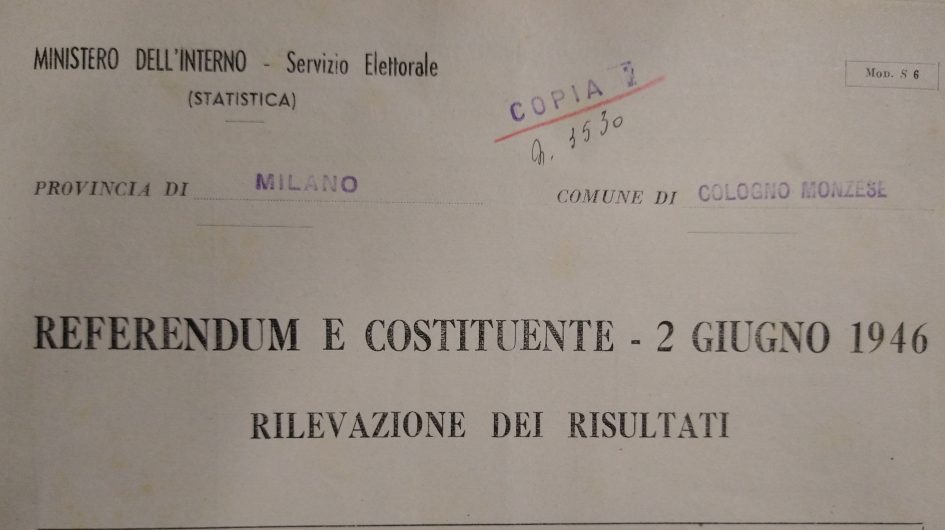 MINISTERO DELL'INTERNO - Servizio Elettorale
(STATISTICA)
Mod. S 6
COPIA
n. 3530
PROVINCIA DI MILANO
COMUNE DI COLOGNO MONZESE
REFERENDUM E COSTITUENTE - 2 GIUGNO 1946
RILEVAZIONE DEI RISULTATI